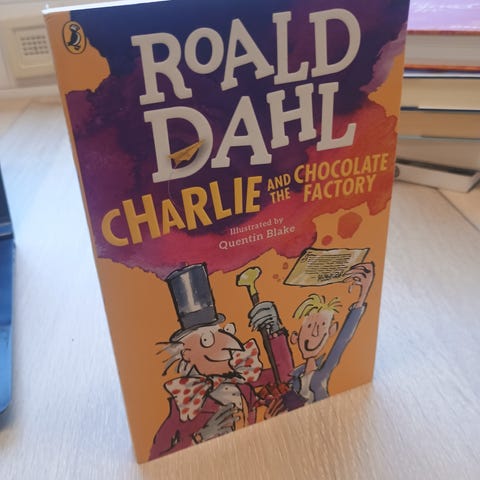 ROALD
DAHL
CHARLIE AND THE CHOCOLATE FACTORY
Illustrated by
Quentin Blake